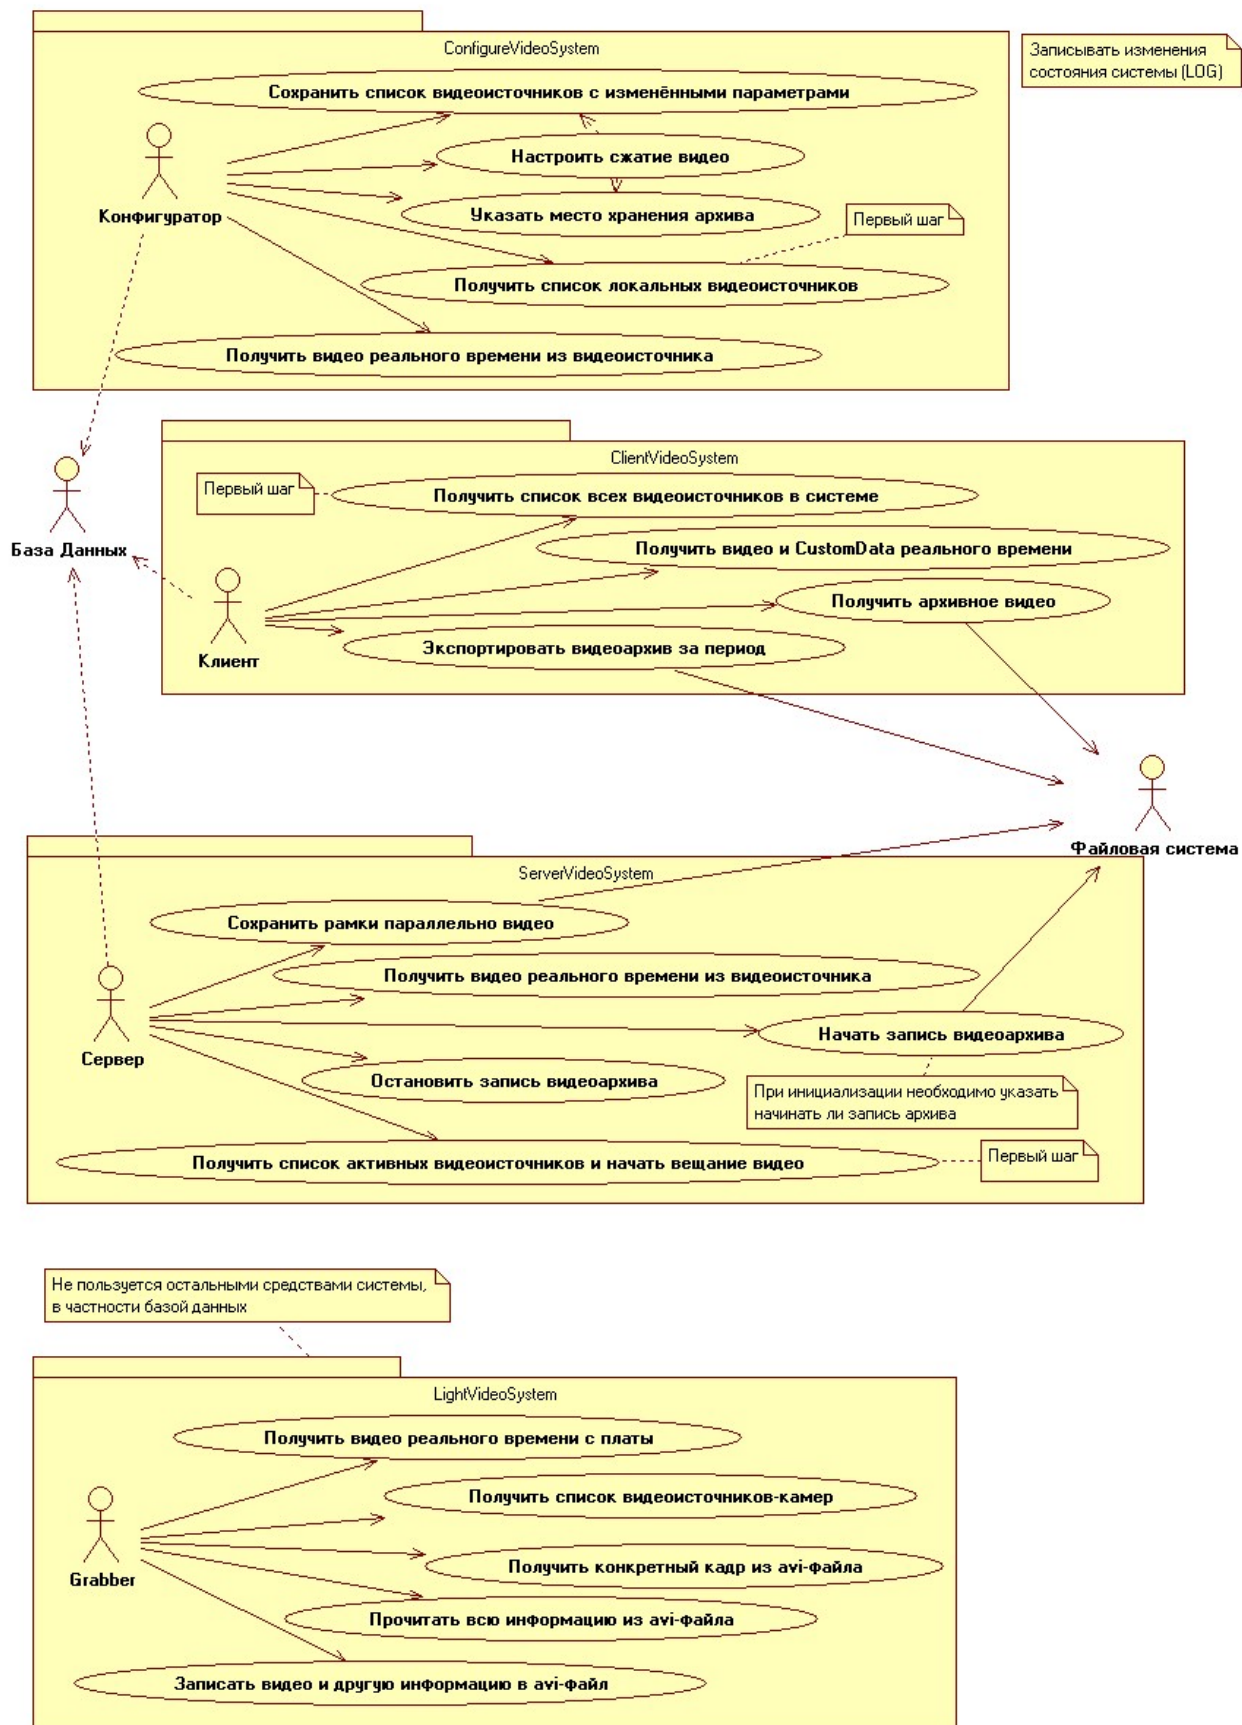 ConfigureVideoSystem
Записывать изменения
состояния системы (LOG)
Сохранить список видеоисточников с изменёнными параметрами
Настроить сжатие видео
Конфигуратор
Указать место хранения архива
Первый шаг
Получить список локальных видеоисточников
Получить видео реального времени из видеоисточника
ClientVideoSystem
Первый шаг
Получить список всех видеоисточников в системе
База Данных
Получить видео и CustomData реального времени
Получить архивное видео
Экспортировать видеоархив за период
Клиент
Файловая система
ServerVideoSystem
Сохранить рамки параллельно видео
Получить видео реального времени из видеоисточника
Начать запись видеоархива
Сервер
Остановить запись видеоархива
При инициализации необходимо указать
начинать ли запись архива
Получить список активных видеоисточников и начать вещание видео
Первый шаг
Не пользуется остальными средствами системы,
в частности базой данных
LightVideoSystem
Получить видео реального времени с платы
Получить список видеоисточников-камер
Получить конкретный кадр из avi-файла
Grabber
Прочитать всю информацию из avi-файла
Записать видео и другую информацию в avi-файл